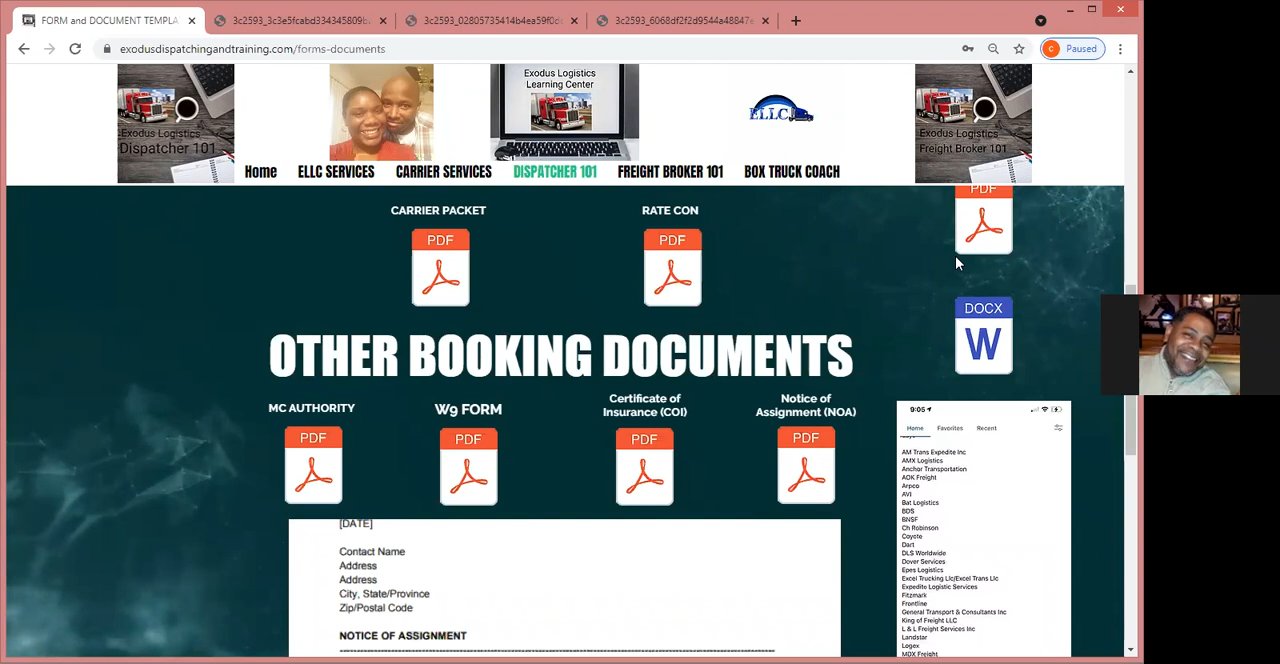 FORM and DOCUMENT TEMPLA
3c2593_3c3e5fcabd334345809b
3c2593_02805735414b4ea59f0d
3c2593_6068df2f2d9544a48847e
exodusdispatchingandtraining.com/forms-documents
C
Paused
Exodus Logistics
Dispatcher 101
Exodus Logistics
Learning Center
ELLC
Exodus Logistics
Freight Broker 101
Home
ELLC SERVICES
CARRIER SERVICES
DISPATCHER 101
FREIGHT BROKER 101
BOX TRUCK COACH
CARRIER PACKET
RATE CON
PDF
PDF
PDF
DOCX
W
OTHER BOOKING DOCUMENTS
MC AUTHORITY
W9 FORM
Certificate of
Insurance (COI)
Notice of
Assignment (NOA)
PDF
PDF
PDF
PDF
[DATE]
Contact Name
Address
Address
City, State/Province
Zip/Postal Code
NOTICE OF ASSIGNMENT
9:05
Home
Favorites
Recent
AM Trans Expedite Inc
AMX Logistics
Anchor Transportation
AOK Freight
Arpco
AVI
Bat Logistics
BDS
BNSF
Ch Robinson
Coyote
Dart
DLS Worldwide
Dover Services
Epes Logistics
Excel Trucking Llc/Excel Trans Llc
Expedite Logistic Services
Fitzmark
Frontline
General Transport & Consultants Inc
King of Freight LLC
L & L Freight Services Inc
Landstar
Logex
MDX Freight